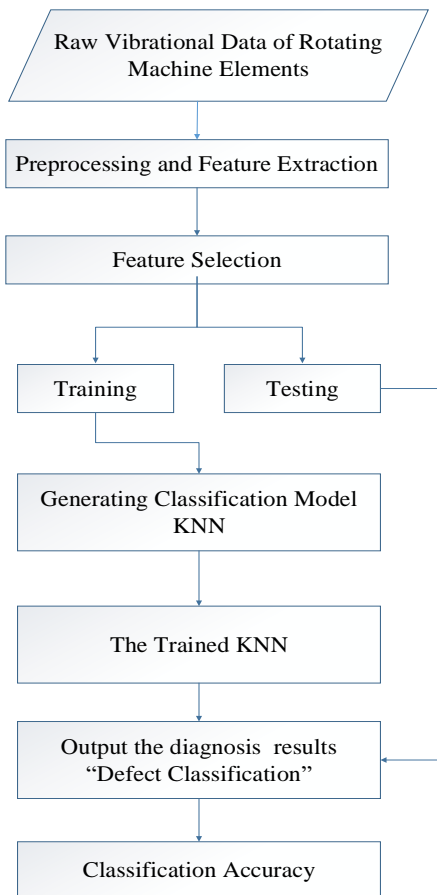 Raw Vibrational Data of Rotating
Machine Elements
Preprocessing and Feature Extraction
Feature Selection
Training
Testing
Generating Classification Model
KNN
The Trained KNN
Output the diagnosis results
“Defect Classification”
Classification Accuracy